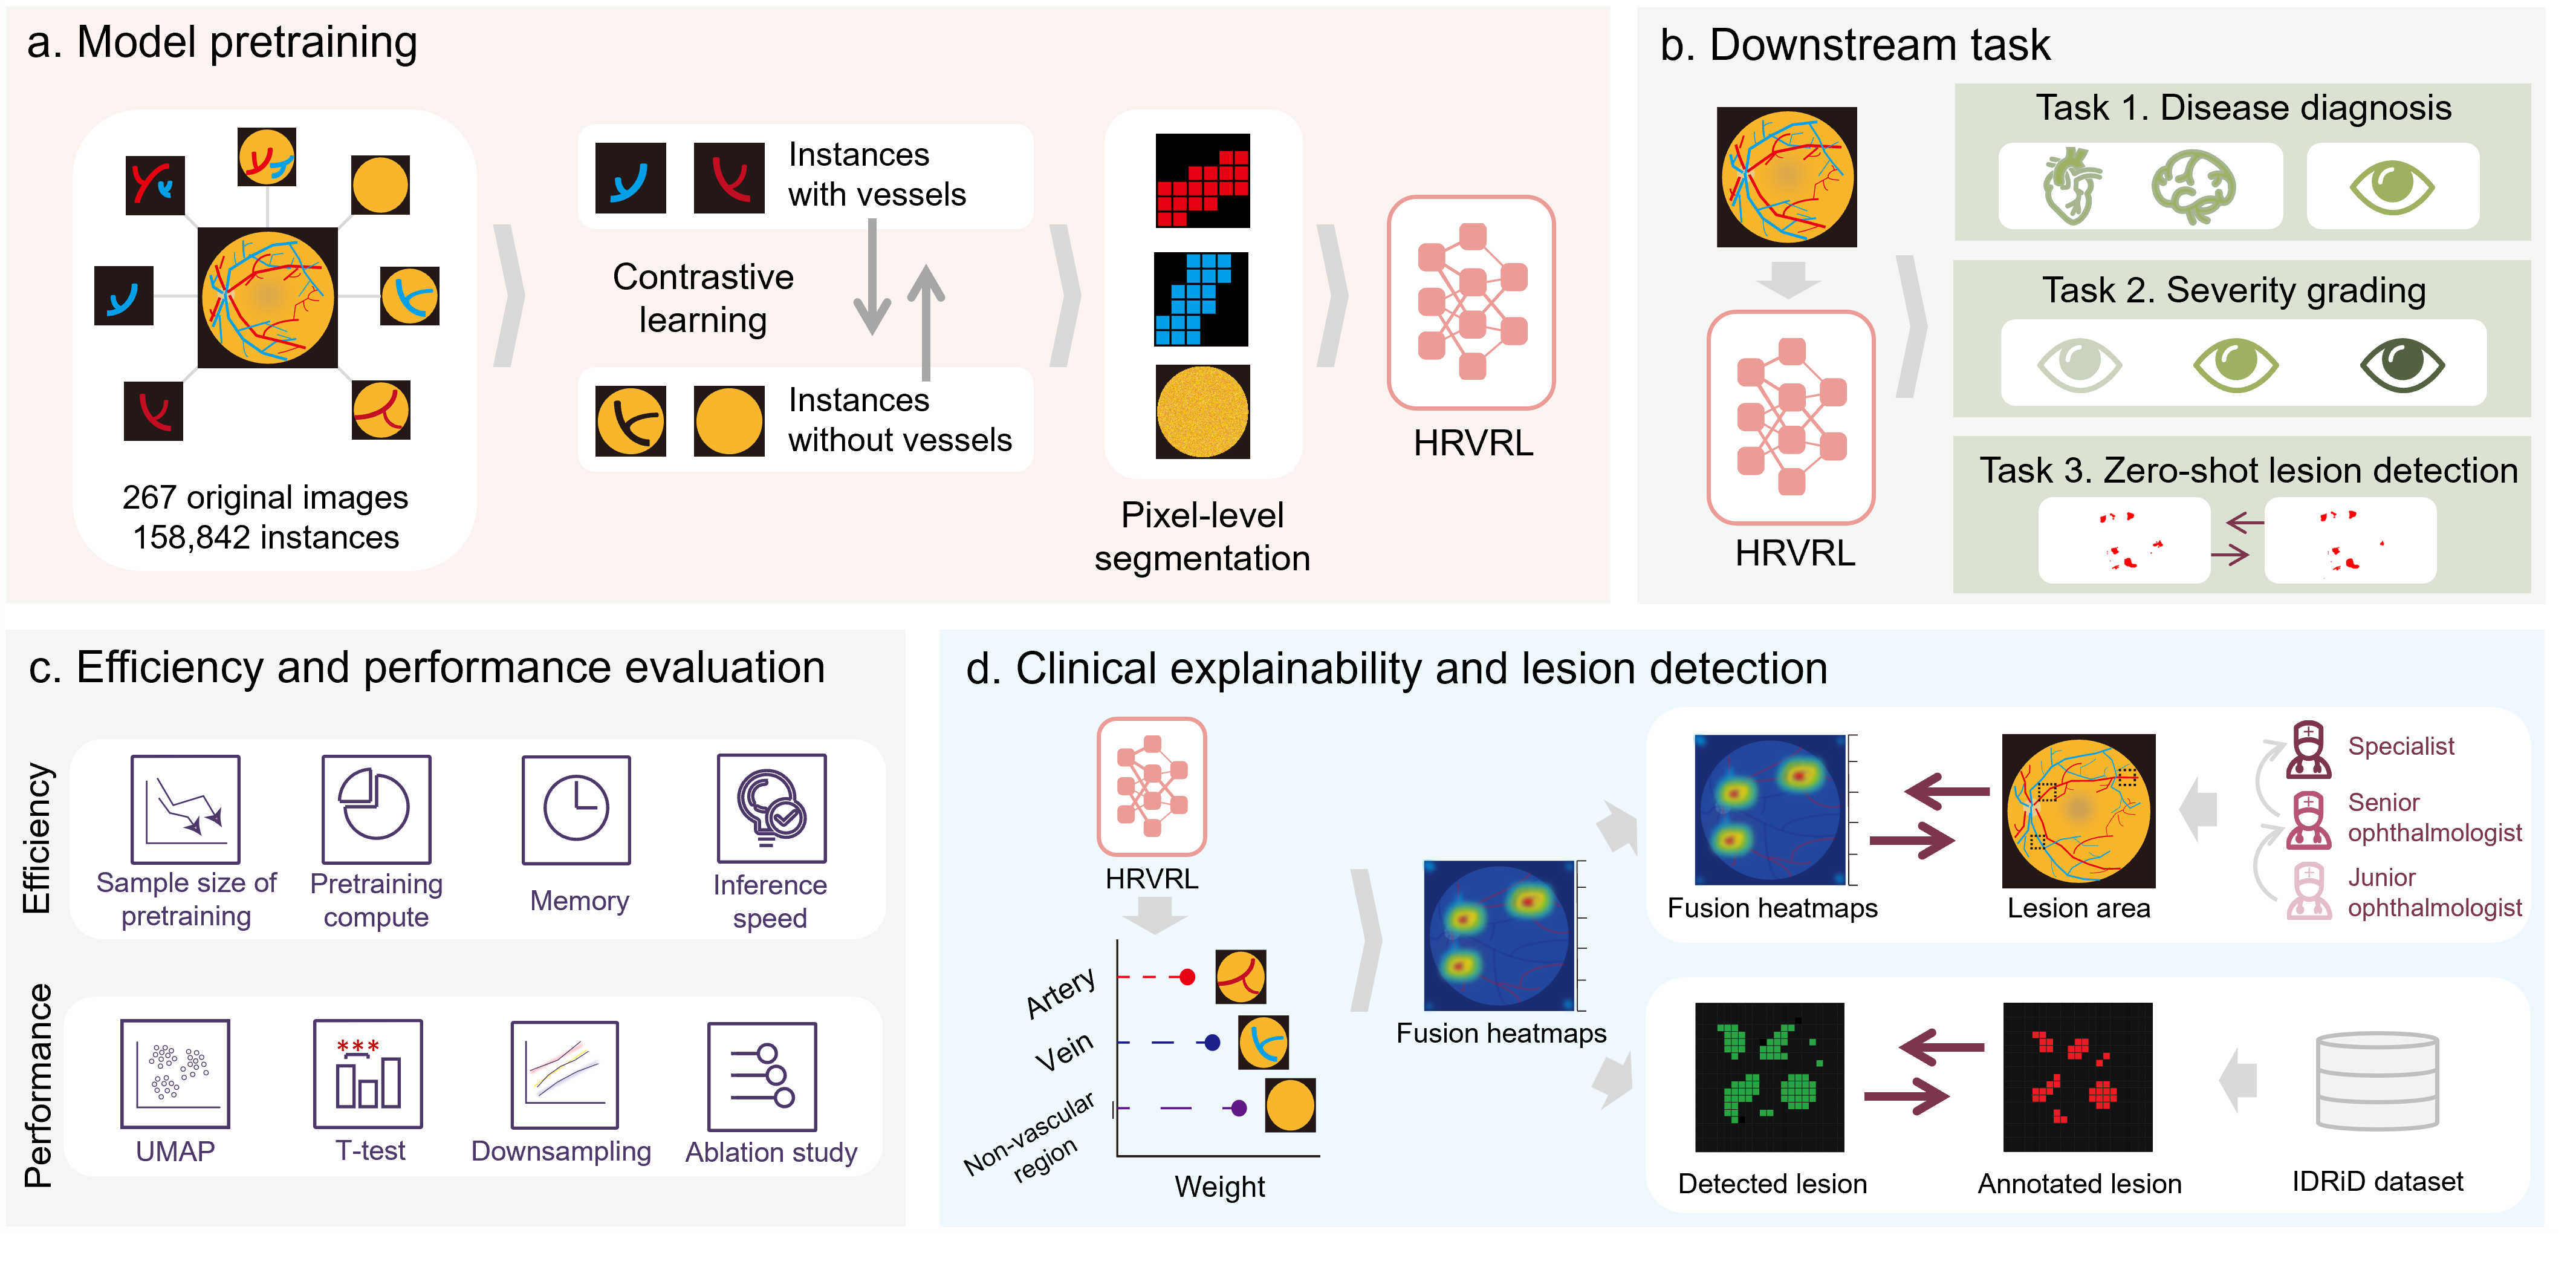 a. Model pretraining
267 original images
158,842 instances
Instances
with vessels
Contrastive
learning
Instances
without vessels
Pixel-level
segmentation
HRVRL
b. Downstream task
HRVRL
Task 1. Disease diagnosis
Task 2. Severity grading
Task 3. Zero-shot lesion detection
c. Efficiency and performance evaluation
Efficiency
Sample size of
pretraining
Pretraining
compute
Memory
Inference
speed
Performance
***
UMAP
T-test
Downsampling
Ablation study
d. Clinical explainability and lesion detection
HRVRL
Artery
Vein
Non-vascular
region
Weight
Fusion heatmaps
Fusion heatmaps
Lesion area
Specialist
Senior
ophthalmologist
Junior
ophthalmologist
Detected lesion
Annotated lesion
IDRiD dataset